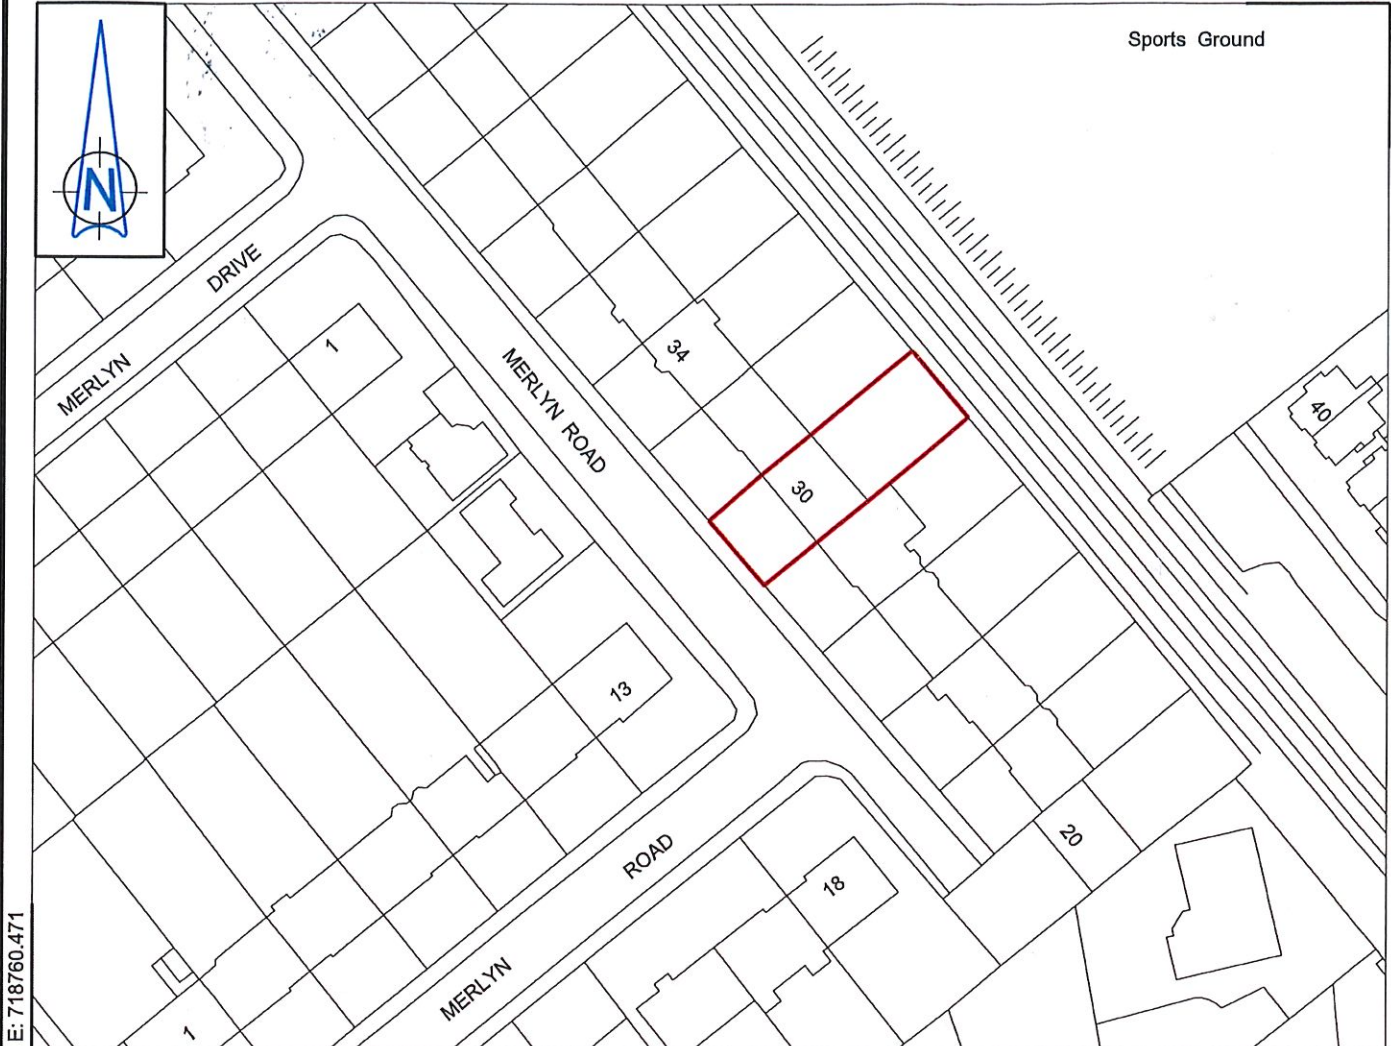 Sports Ground
N
DRIVE
MERLYN
1
34
MERLYN ROAD
40
30
13
20
ROAD
18
MERLYN
1
E: 718760.471